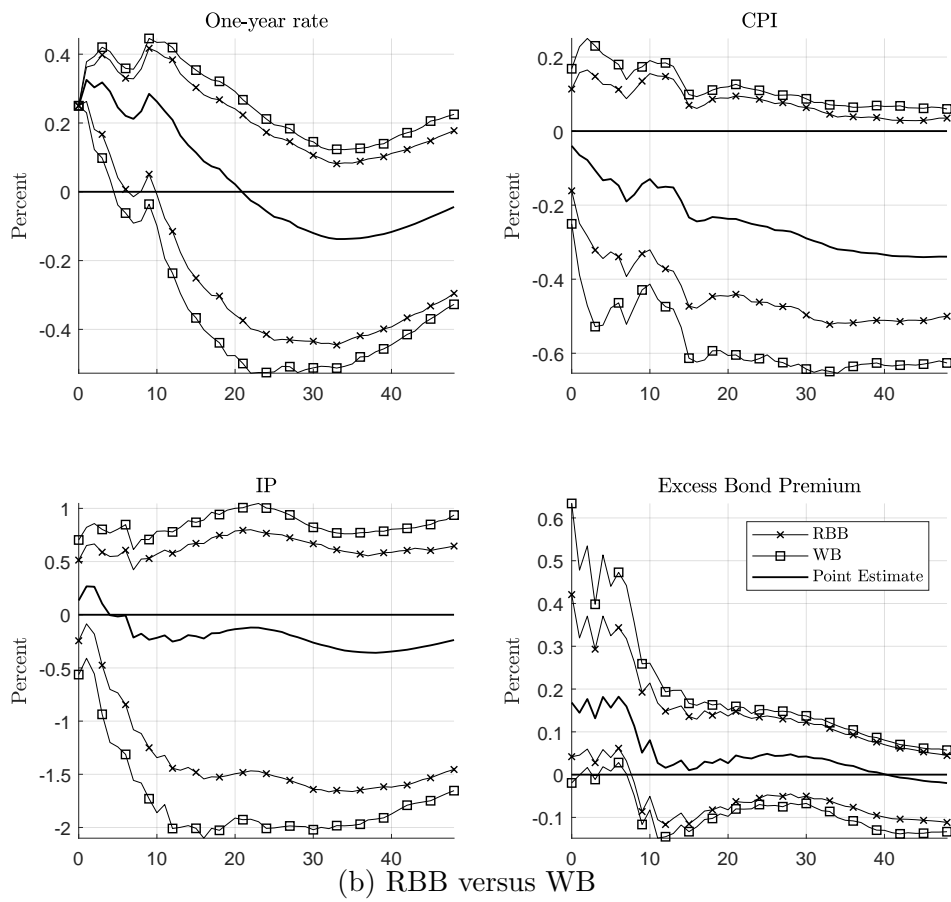 One-year rate
Percent
0.4
0.2
0
-0.2
-0.4
0 10 20 30 40
CPI
0.2
0
-0.2
-0.4
-0.6
0 10 20 30 40
IP
Percent
1
0.5
0
-0.5
-1
-1.5
-2
0 10 20 30 40
Excess Bond Premium
Percent
0.6
0.5
0.4
0.3
0.2
0.1
0
-0.1
0 10 20 30 40
RBB
WB
Point Estimate
Percent
(b) RBB versus WB